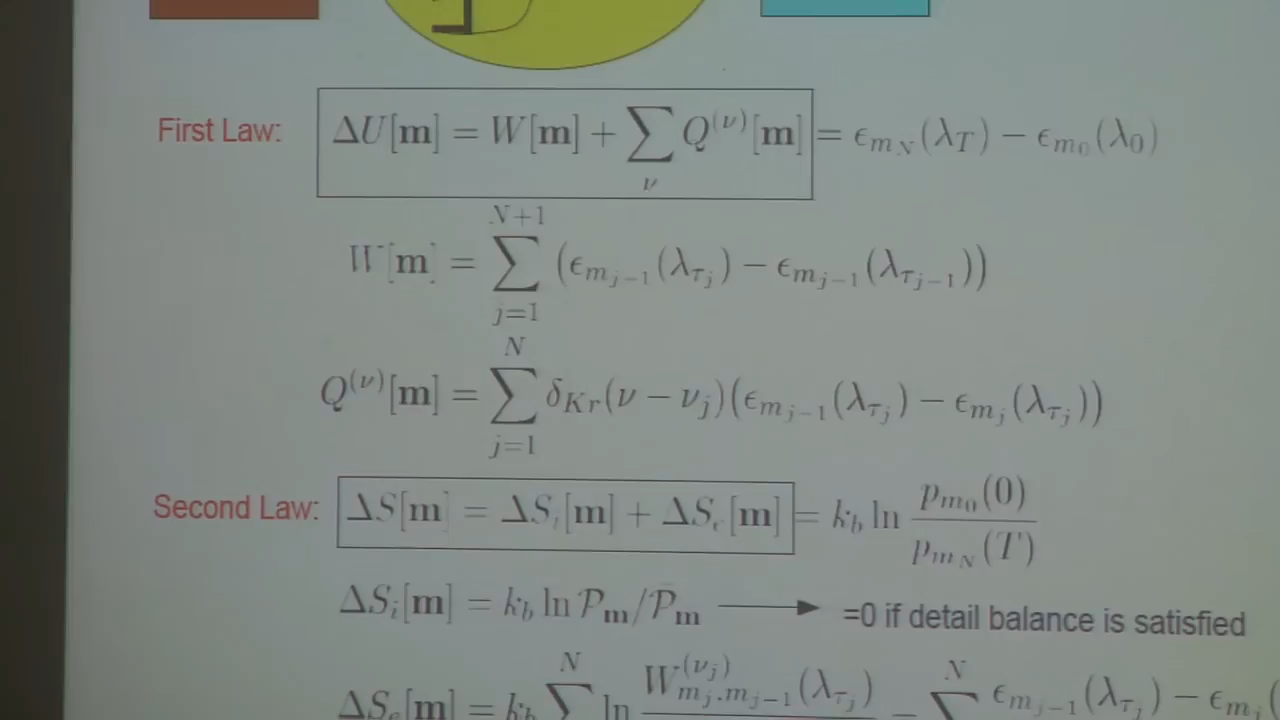 First Law: ΔU[m] = W[m] + ∑_ν Q^(ν)[m] = ϵ_{m_N}(λ_T) − ϵ_{m_0}(λ_0)
W[m] = ∑_{j=1}^{N+1} (ϵ_{m_{j−1}}(λ_{τ_j}) − ϵ_{m_{j−1}}(λ_{τ_{j−1}}))
Q^(ν)[m] = ∑_{j=1}^{N} δ_{Kr}(ν − ν_j)(ϵ_{m_{j−1}}(λ_{τ_j}) − ϵ_{m_j}(λ_{τ_j}))
Second Law: ΔS[m] = ΔS_i[m] + ΔS_e[m] = k_b ln p_{m_0}(0) / p_{m_N}(T)
ΔS_i[m] = k_b ln P_m/P̄_m ⟶ =0 if detail balance is satisfied
ΔS_e[m] = k_b ∑^N ln W^{(ν_j)}_{m_j,m_{j−1}}(λ_{τ_j}) = ∑^N ϵ_{m_{j−1}}(λ_{τ_j}) − ϵ_{m_j}(